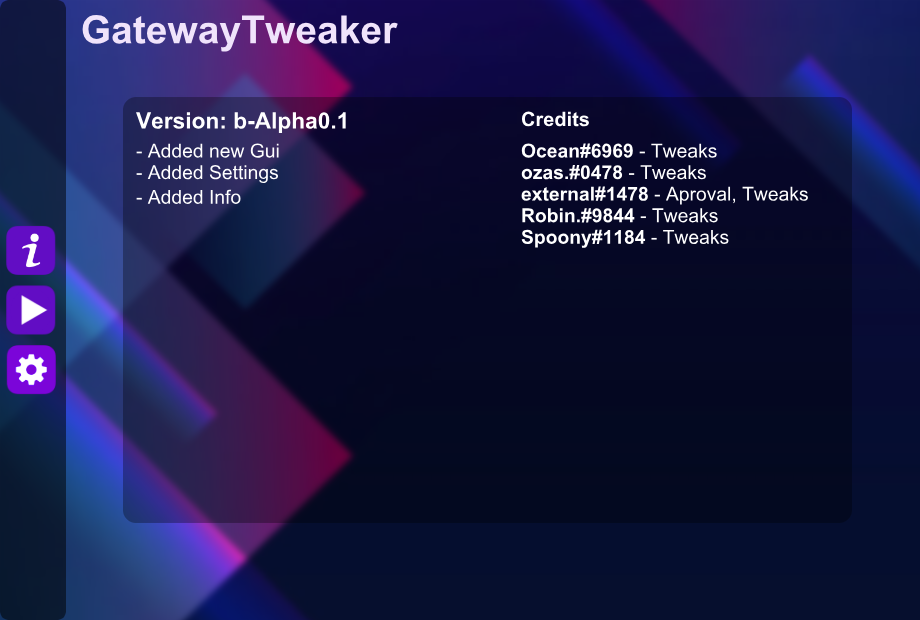 GatewayTweaker
Version: b-Alpha0.1
- Added new Gui
- Added Settings
- Added Info
Credits
Ocean#6969 - Tweaks
ozas.#0478 - Tweaks
external#1478 - Aproval, Tweaks
Robin.#9844 - Tweaks
Spoony#1184 - Tweaks